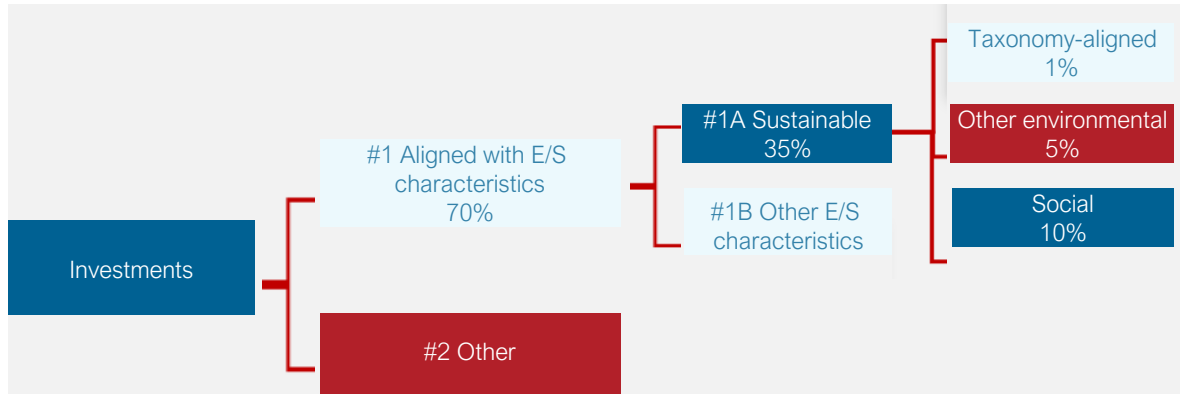 Investments
#1 Aligned with E/S
characteristics
70%
#2 Other
#1A Sustainable
35%
#1B Other E/S
characteristics
Taxonomy-aligned
1%
Other environmental
5%
Social
10%